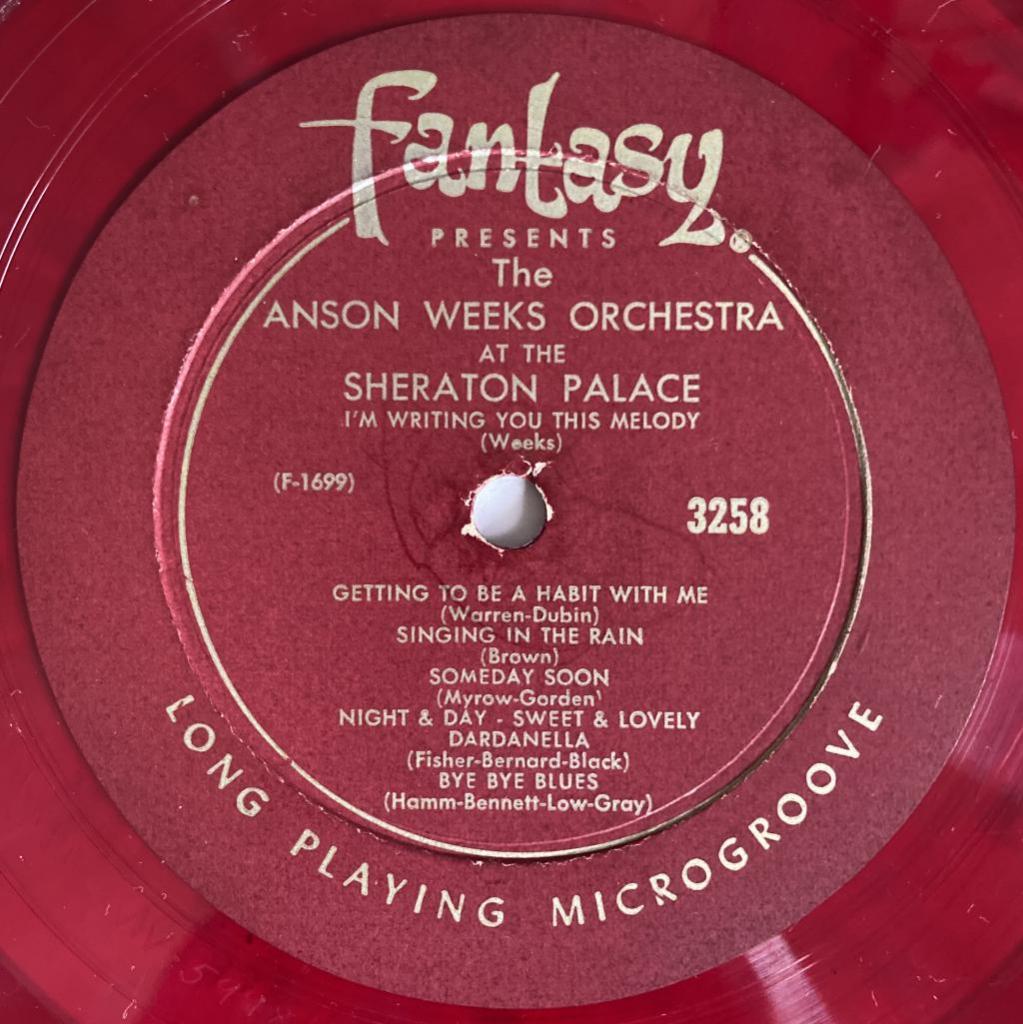 fantasy.
PRESENTS
The
ANSON WEEKS ORCHESTRA
AT THE
SHERATON PALACE
I'M WRITING YOU THIS MELODY
(Weeks)
(F-1699)
3258
GETTING TO BE A HABIT WITH ME
(Warren-Dubin)
SINGING IN THE RAIN
(Brown)
SOMEDAY SOON
(Myrow-Gorden)
NIGHT & DAY - SWEET & LOVELY
DARDANELLA
(Fisher-Bernard-Black)
BYE BYE BLUES
(Hamm-Bennett-Low-Gray)
LONG PLAYING MICROGROOVE